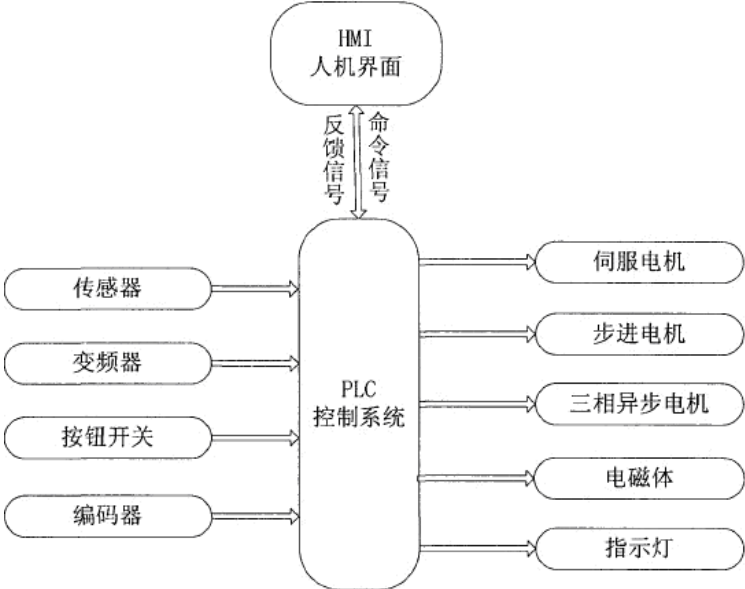 HMI
人机界面
反馈信号
命令信号
传感器
变频器
按钮开关
编码器
PLC
控制系统
伺服电机
步进电机
三相异步电机
电磁体
指示灯